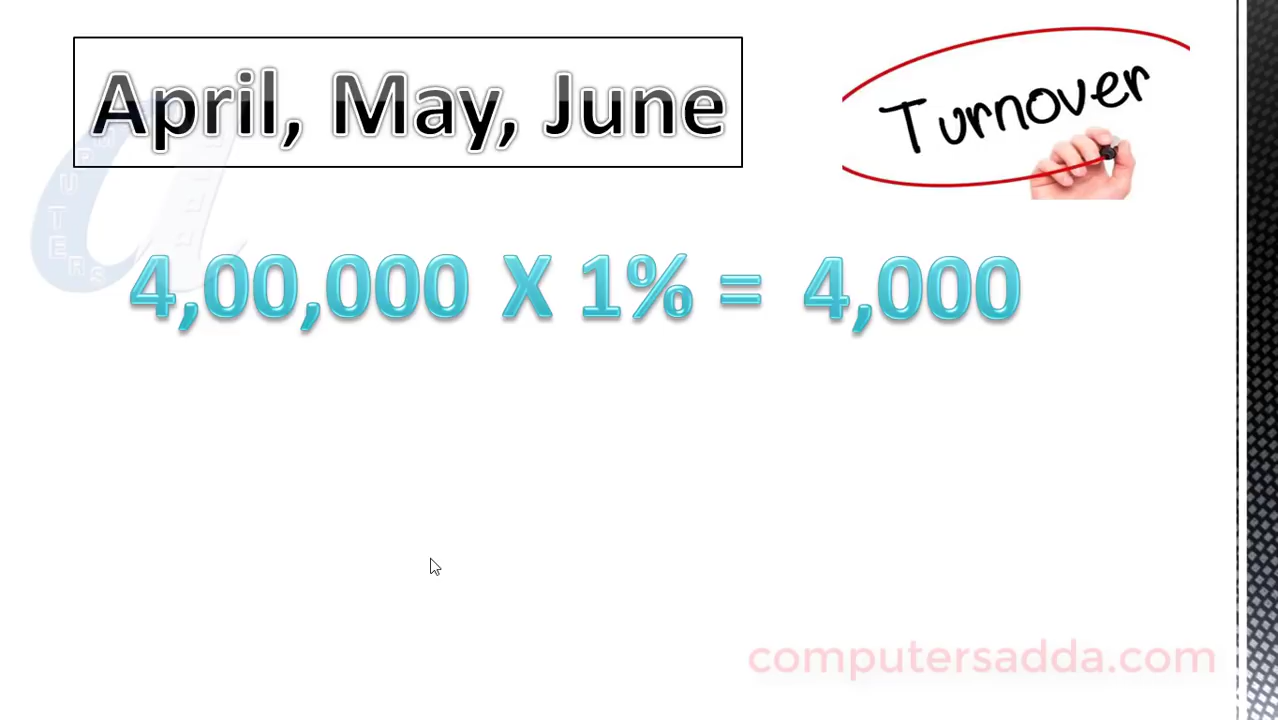 April, May, June
Turnover
4,00,000 X 1% = 4,000
computersadda.com